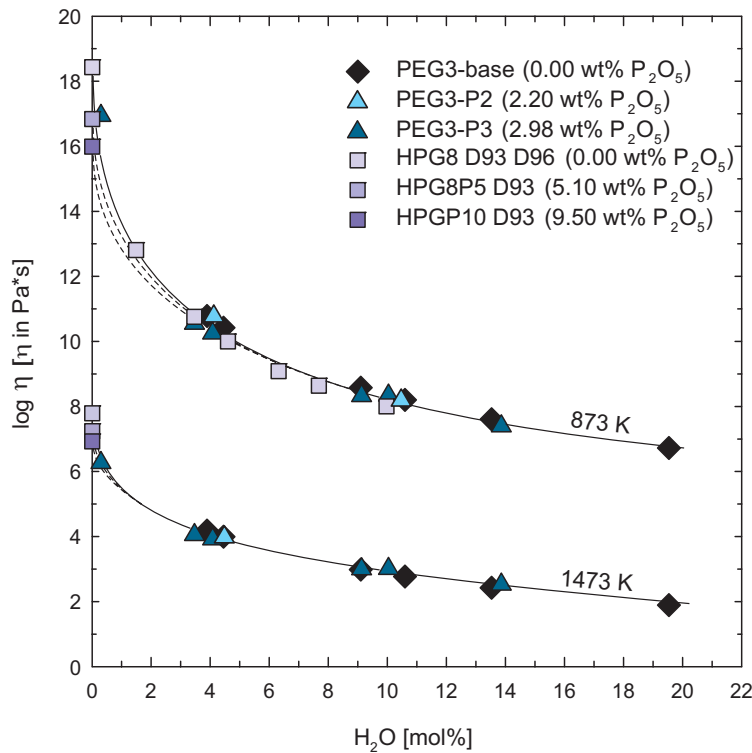 20
18
16
14
12
10
8
6
4
2
0
log η [η in Pa*s]
PEG3-base (0.00 wt% P₂O₅)
PEG3-P2 (2.20 wt% P₂O₅)
PEG3-P3 (2.98 wt% P₂O₅)
HPG8 D93 D96 (0.00 wt% P₂O₅)
HPG8P5 D93 (5.10 wt% P₂O₅)
HPGP10 D93 (9.50 wt% P₂O₅)
873 K
1473 K
0 2 4 6 8 10 12 14 16 18 20 22
H₂O [mol%]